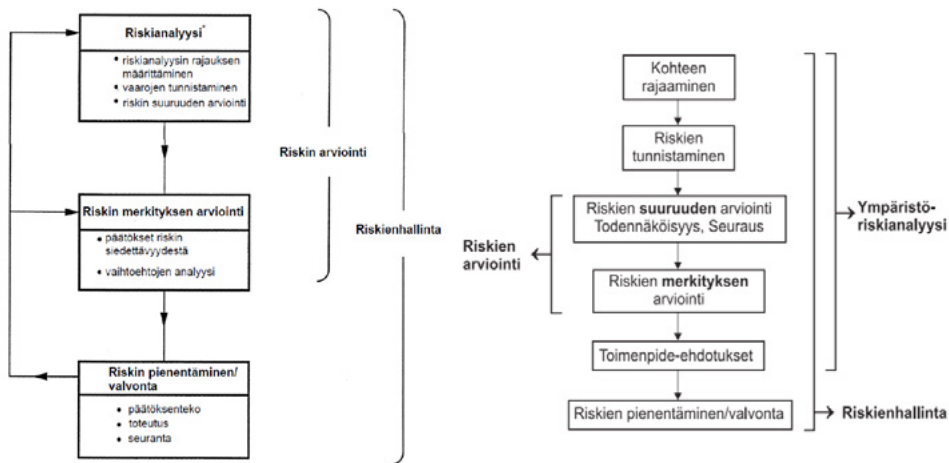 Riskianalyysi*
• riskianalyysin rajauksen
määrittäminen
• vaarojen tunnistaminen
• riskin suuruuden arviointi
Riskin arviointi
Riskin merkityksen arviointi
• päätökset riskin
siedettävyydestä
• vaihtoehtojen analyysi
Riskienhallinta
Riskin pienentäminen/
valvonta
• päätöksenteko
• toteutus
• seuranta
Kohteen
rajaaminen
Riskien
tunnistaminen
Riskien suuruuden arviointi
Todennäköisyys, Seuraus
Riskien
arviointi
Riskien merkityksen
arviointi
Ympäristö-
riskianalyysi
Toimenpide-ehdotukset
Riskien pienentäminen/valvonta
Riskienhallinta